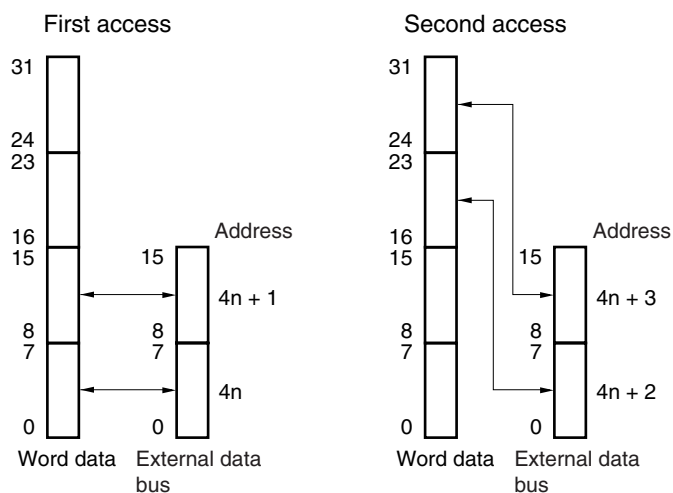 First access
31
24
23
16
15
8
7
0
Word data
Address
15
8
7
0
4n + 1
4n
External data
bus
Second access
31
24
23
16
15
8
7
0
Word data
Address
15
8
7
0
4n + 3
4n + 2
External data
bus